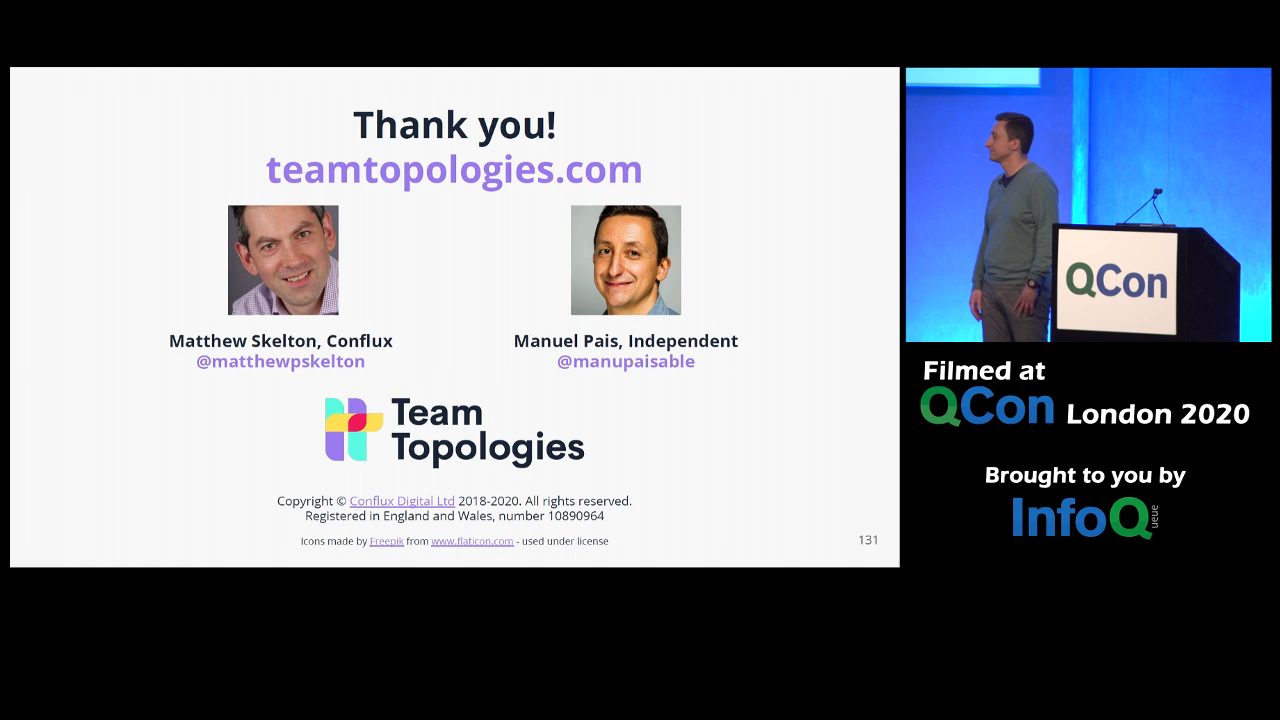 Thank you!
teamtopologies.com
Matthew Skelton, Conflux
@matthewpskelton
Manuel Pais, Independent
@manupaisable
Team
Topologies
Copyright © Conflux Digital Ltd 2018-2020. All rights reserved.
Registered in England and Wales, number 10890964
Icons made by Freepik from www.flaticon.com - used under license
131
QCon
Filmed at
QCon London 2020
Brought to you by
InfoQueue